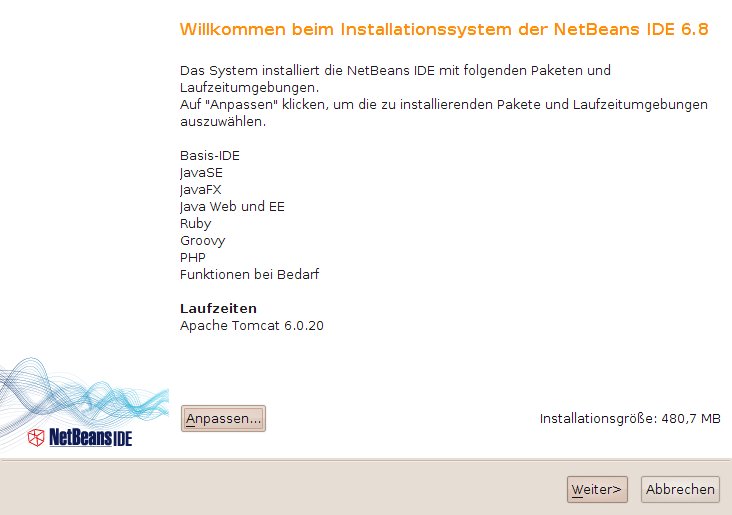 Willkommen beim Installationssystem der NetBeans IDE 6.8
Das System installiert die NetBeans IDE mit folgenden Paketen und
Laufzeitumgebungen.
Auf "Anpassen" klicken, um die zu installierenden Pakete und Laufzeitumgebungen
auszuwählen.
Basis-IDE
JavaSE
JavaFX
Java Web und EE
Ruby
Groovy
PHP
Funktionen bei Bedarf
Laufzeiten
Apache Tomcat 6.0.20
Anpassen... Installationsgröße: 480,7 MB
NetBeans IDE
Weiter> Abbrechen